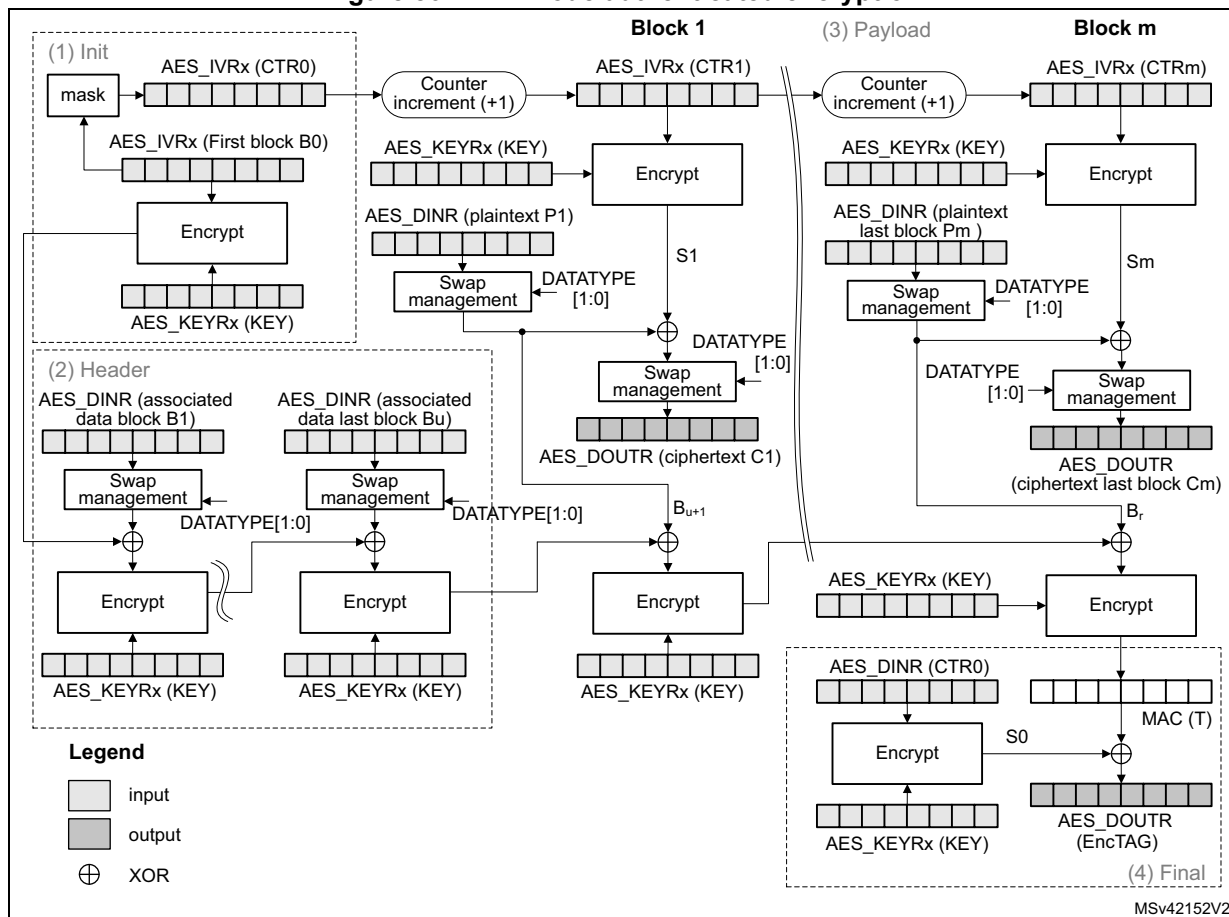 (1) Init
mask
AES_IVRx (CTR0)
AES_IVRx (First block B0)
Encrypt
AES_KEYRx (KEY)
Counter
increment (+1)
Block 1
AES_IVRx (CTR1)
AES_KEYRx (KEY)
Encrypt
AES_DINR (plaintext P1)
Swap
management
DATATYPE
[1:0]
S1
DATATYPE
[1:0]
Swap
management
AES_DOUTR (ciphertext C1)
(3) Payload
Counter
increment (+1)
Block m
AES_IVRx (CTRm)
AES_KEYRx (KEY)
Encrypt
AES_DINR (plaintext
last block Pm )
Swap
management
DATATYPE
[1:0]
Sm
DATATYPE
[1:0]
Swap
management
AES_DOUTR
(ciphertext last block Cm)
(2) Header
AES_DINR (associated
data block B1)
Swap
management
DATATYPE[1:0]
Encrypt
AES_KEYRx (KEY)
AES_DINR (associated
data last block Bu)
Swap
management
DATATYPE[1:0]
Encrypt
AES_KEYRx (KEY)
Bu+1
Encrypt
AES_KEYRx (KEY)
Br
AES_KEYRx (KEY)
Encrypt
AES_DINR (CTR0)
Encrypt
S0
AES_KEYRx (KEY)
MAC (T)
AES_DOUTR
(EncTAG)
(4) Final
Legend
input
output
XOR
MSv42152V2